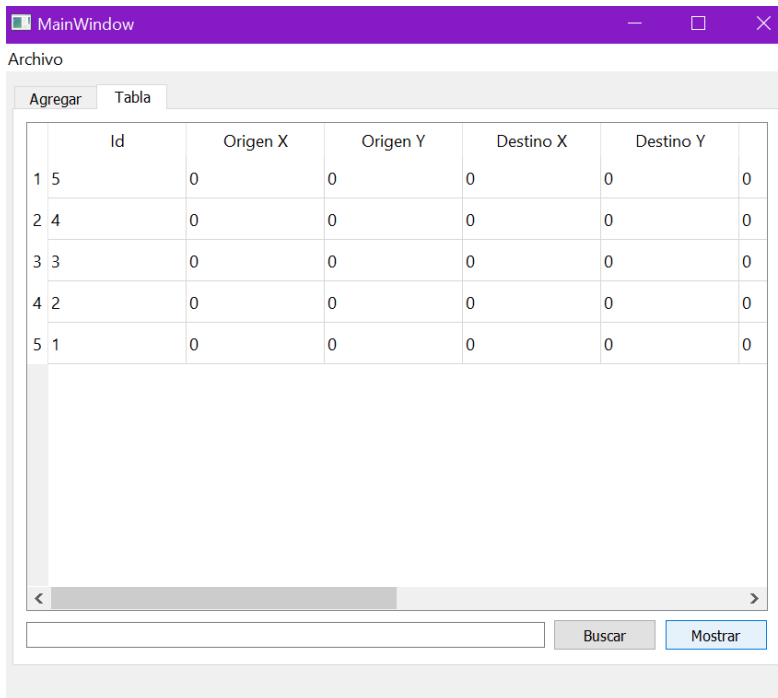 MainWindow
Archivo
Agregar Tabla
Id Origen X Origen Y Destino X Destino Y
1 5 0 0 0 0 0
2 4 0 0 0 0 0
3 3 0 0 0 0 0
4 2 0 0 0 0 0
5 1 0 0 0 0 0
Buscar Mostrar